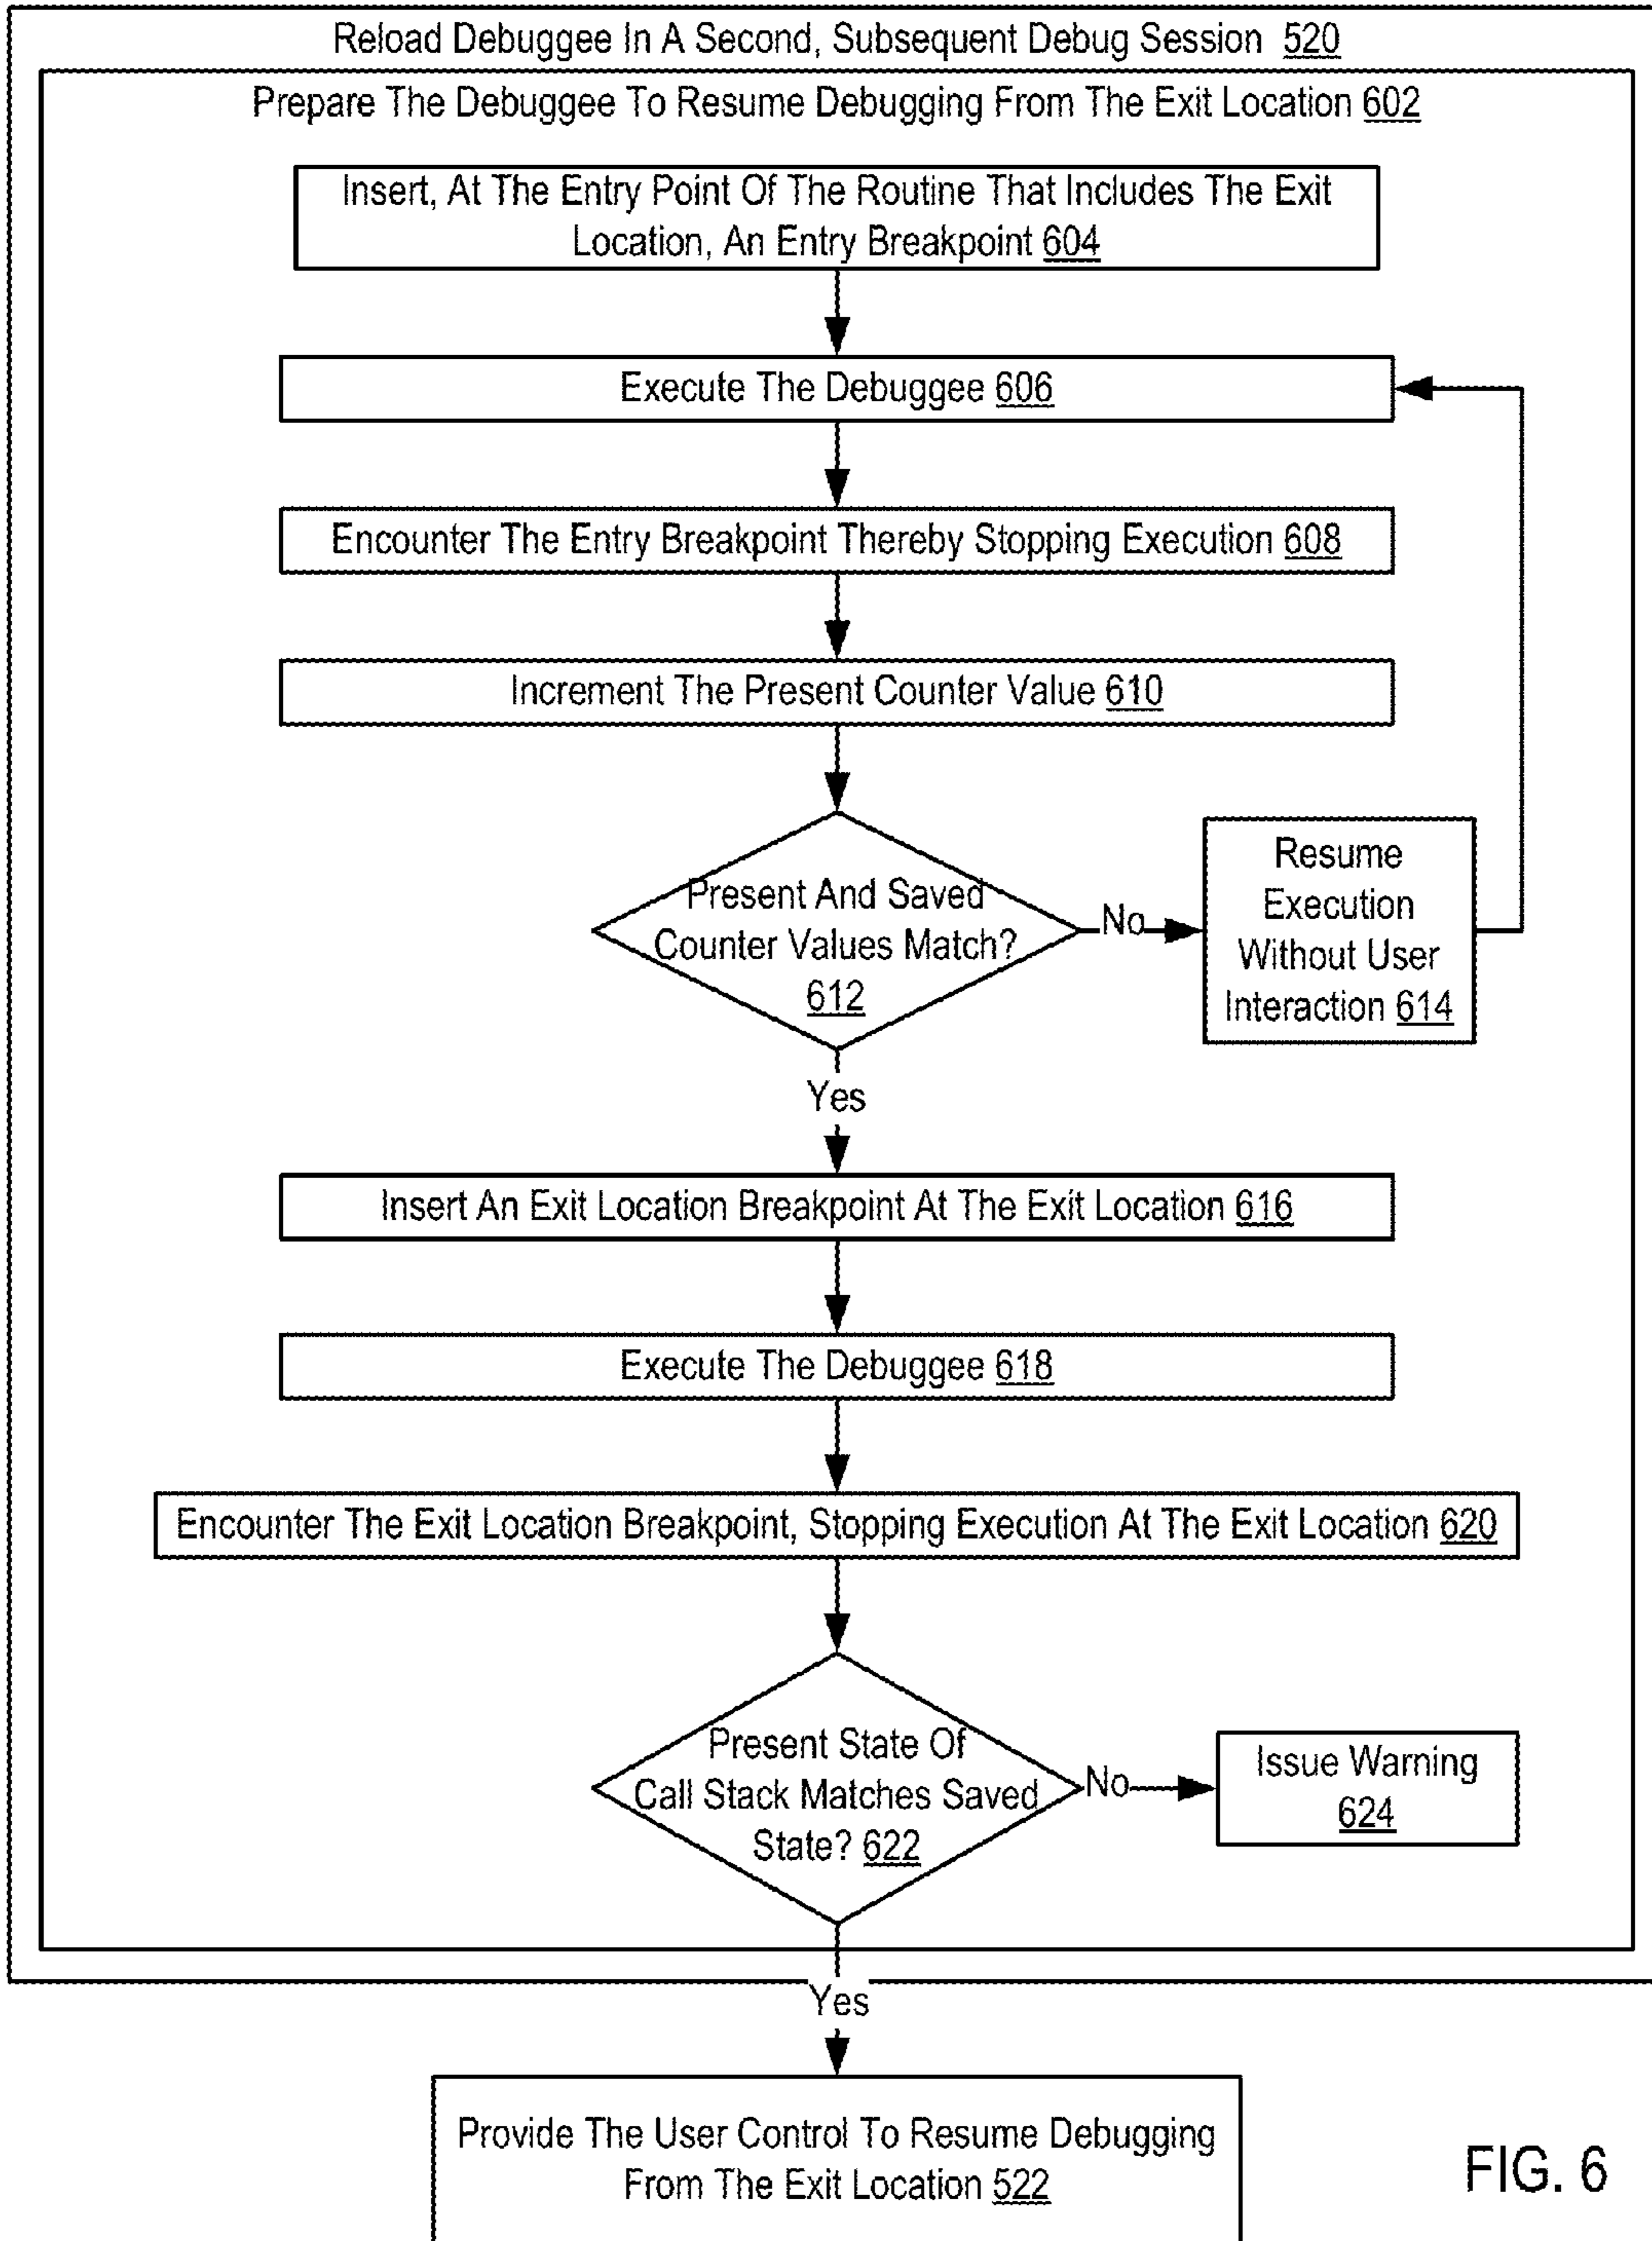 Reload Debuggee In A Second, Subsequent Debug Session 520
Prepare The Debuggee To Resume Debugging From The Exit Location 602
Insert, At The Entry Point Of The Routine That Includes The Exit
Location, An Entry Breakpoint 604
Execute The Debuggee 606
Encounter The Entry Breakpoint Thereby Stopping Execution 608
Increment The Present Counter Value 610
Present And Saved
Counter Values Match?
612
No
Resume
Execution
Without User
Interaction 614
Yes
Insert An Exit Location Breakpoint At The Exit Location 616
Execute The Debuggee 618
Encounter The Exit Location Breakpoint, Stopping Execution At The Exit Location 620
Present State Of
Call Stack Matches Saved
State? 622
No
Issue Warning
624
Yes
Provide The User Control To Resume Debugging
From The Exit Location 522
FIG. 6